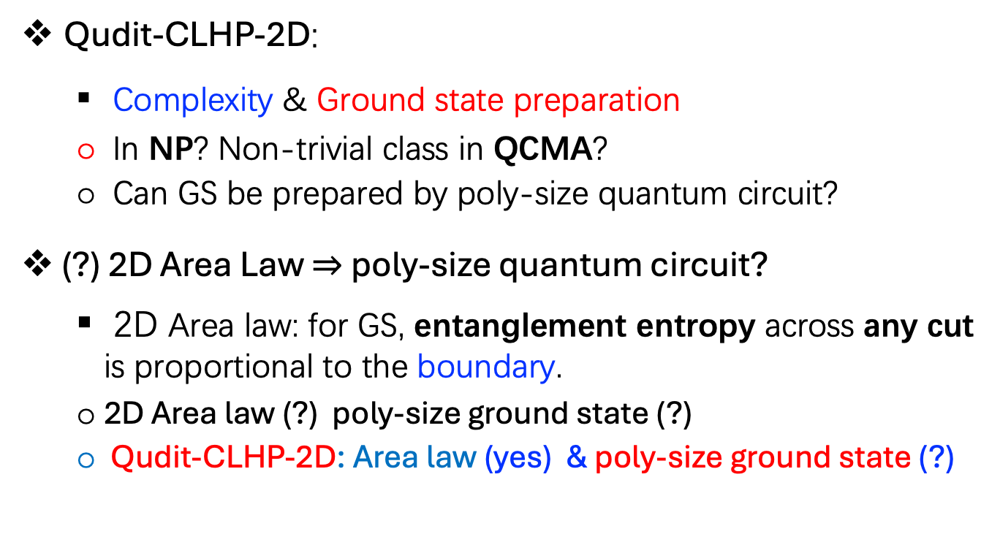 ❖ Qudit-CLHP-2D:
▪ Complexity & Ground state preparation
○ In NP? Non-trivial class in QCMA?
○ Can GS be prepared by poly-size quantum circuit?
❖ (?) 2D Area Law ⇒ poly-size quantum circuit?
▪ 2D Area law: for GS, entanglement entropy across any cut
is proportional to the boundary.
○ 2D Area law (?) poly-size ground state (?)
○ Qudit-CLHP-2D: Area law (yes) & poly-size ground state (?)